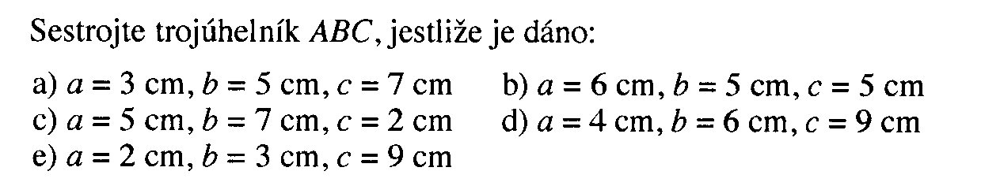 Sestrojte trojúhelník ABC, jestliže je dáno:
a) a = 3 cm, b = 5 cm, c = 7 cm b) a = 6 cm, b = 5 cm, c = 5 cm
c) a = 5 cm, b = 7 cm, c = 2 cm d) a = 4 cm, b = 6 cm, c = 9 cm
e) a = 2 cm, b = 3 cm, c = 9 cm